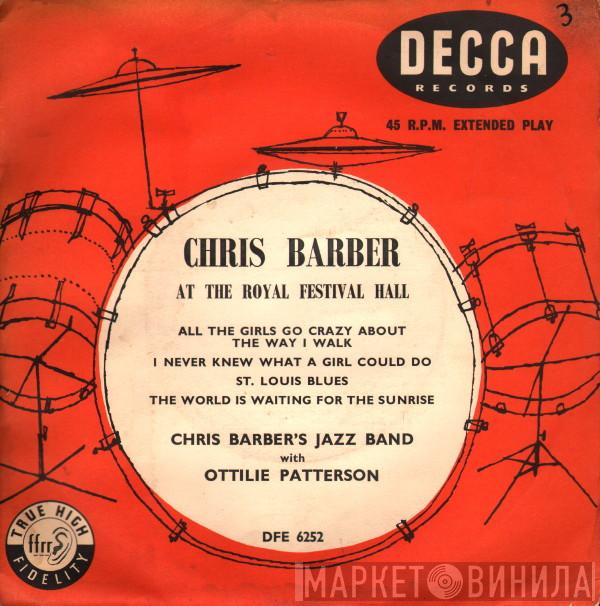 3
DECCA
RECORDS
45 R.P.M. EXTENDED PLAY
CHRIS BARBER
AT THE ROYAL FESTIVAL HALL
ALL THE GIRLS GO CRAZY ABOUT
THE WAY I WALK
I NEVER KNEW WHAT A GIRL COULD DO
ST. LOUIS BLUES
THE WORLD IS WAITING FOR THE SUNRISE
CHRIS BARBER'S JAZZ BAND
with
OTTILIE PATTERSON
DFE 6252
TRUE HIGH
ffrr
FIDELITY
МАРКЕТ ВИНИЛА